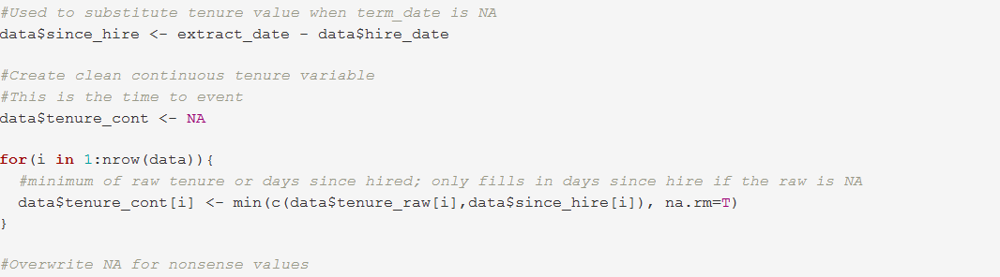 #Used to substitute tenure value when term_date is NA
data$since_hire <- extract_date - data$hire_date
#Create clean continuous tenure variable
#This is the time to event
data$tenure_cont <- NA
for(i in 1:nrow(data)){
#minimum of raw tenure or days since hired; only fills in days since hire if the raw is NA
data$tenure_cont[i] <- min(c(data$tenure_raw[i],data$since_hire[i]), na.rm=T)
}
#Overwrite NA for nonsense values